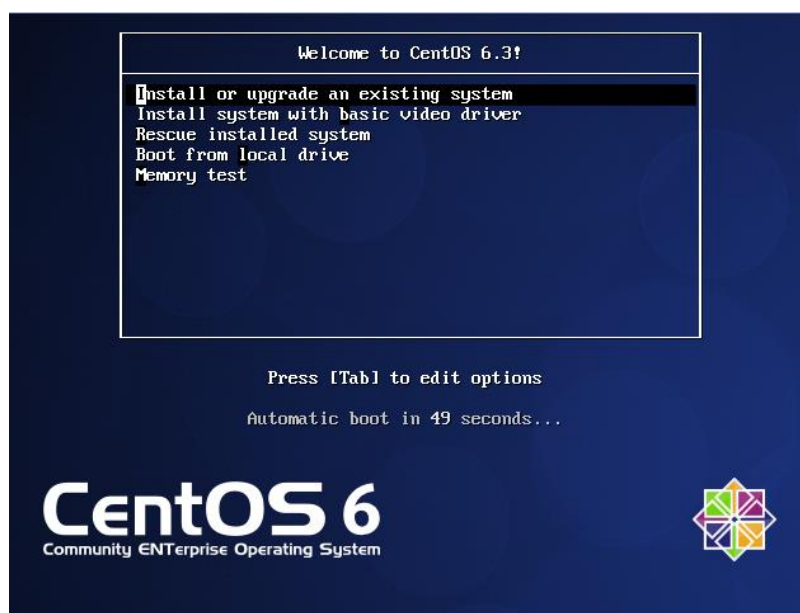 Welcome to CentOS 6.3!
Install or upgrade an existing system
Install system with basic video driver
Rescue installed system
Boot from local drive
Memory test
Press [Tab] to edit options
Automatic boot in 49 seconds...
CentOS 6
Community ENTerprise Operating System